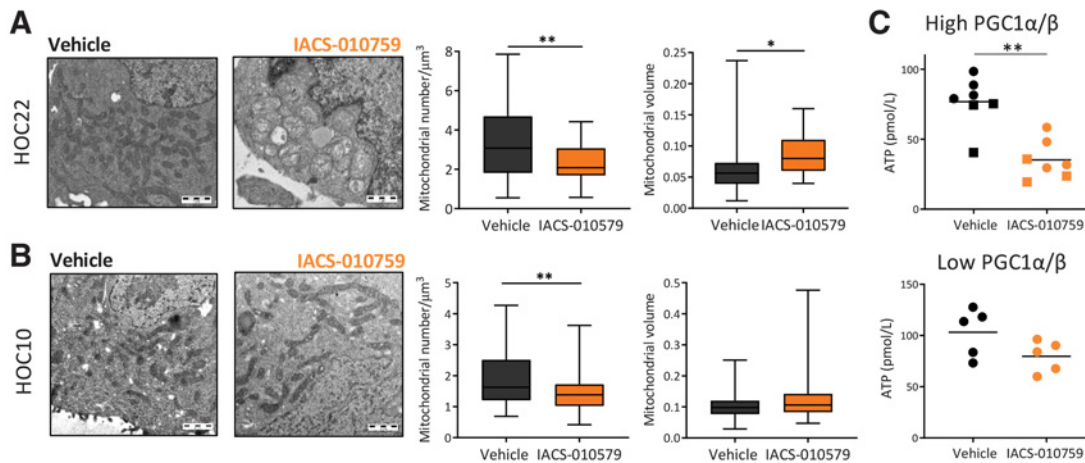 A
Vehicle
IACS-010759
HOC22
Mitochondrial number/μm³
8
6
4
2
0
**
Vehicle IACS-010579
Mitochondrial volume
0.25
0.20
0.15
0.10
0.05
0.00
*
Vehicle IACS-010579
B
Vehicle
IACS-010759
HOC10
Mitochondrial number/μm³
5
4
3
2
1
0
**
Vehicle IACS-010579
Mitochondrial volume
0.6
0.4
0.2
0.1
0.0
Vehicle IACS-010579
C
High PGC1α/β
ATP (pmol/L)
100
50
0
**
Vehicle IACS-010759
Low PGC1α/β
ATP (pmol/L)
150
100
50
0
Vehicle IACS-010759